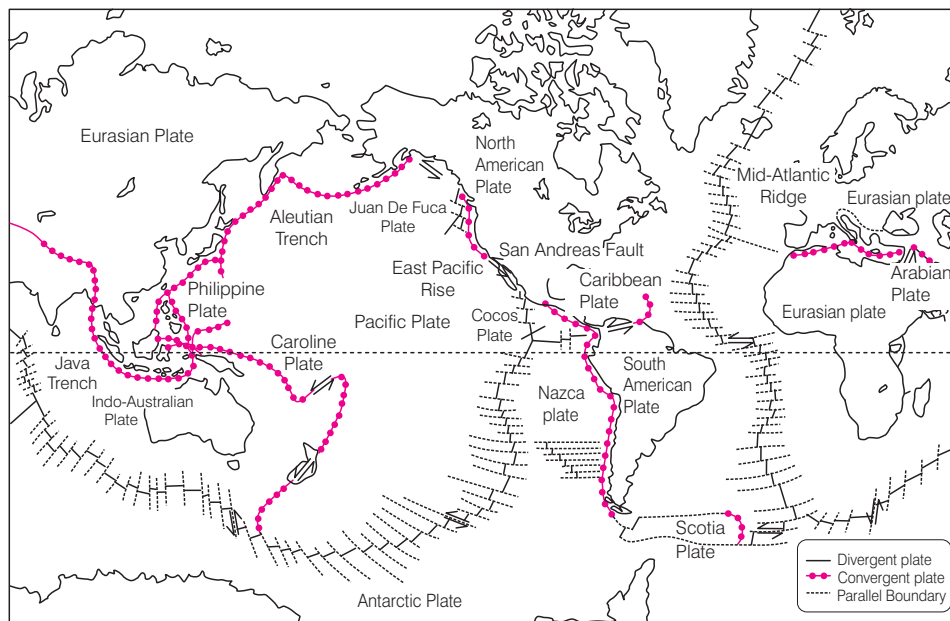 Eurasian Plate
North
American
Plate
Mid-Atlantic
Ridge
Eurasian plate
Aleutian
Trench
Juan De Fuca
Plate
San Andreas Fault
East Pacific
Rise
Caribbean
Plate
Arabian
Plate
Philippine
Plate
Eurasian plate
Pacific Plate
Cocos
Plate
Caroline
Plate
Java
Trench
South
American
Plate
Indo-Australian
Plate
Nazca
plate
Scotia
Plate
Antarctic Plate
Divergent plate
Convergent plate
Parallel Boundary